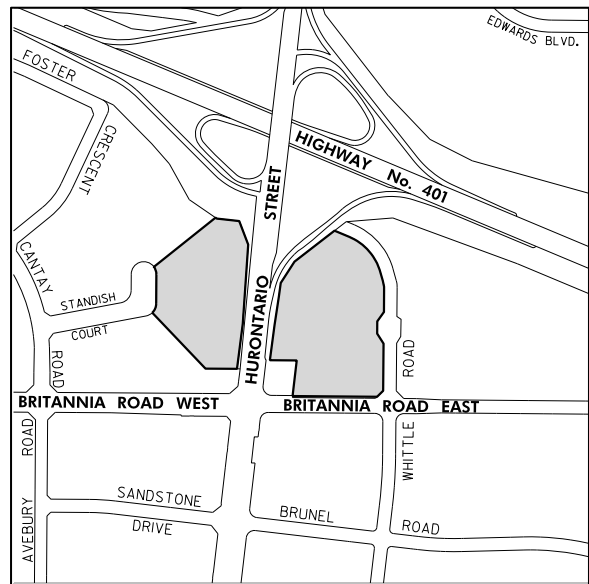 EDWARDS BLVD.
FOSTER
CRESCENT
HIGHWAY No. 401
STREET
HURONTARIO
CANTAY
ROAD
STANDISH
COURT
ROAD
BRITANNIA ROAD WEST
BRITANNIA ROAD EAST
WHITTLE
ROAD
AVEBURY
SANDSTONE
DRIVE
BRUNEL
ROAD